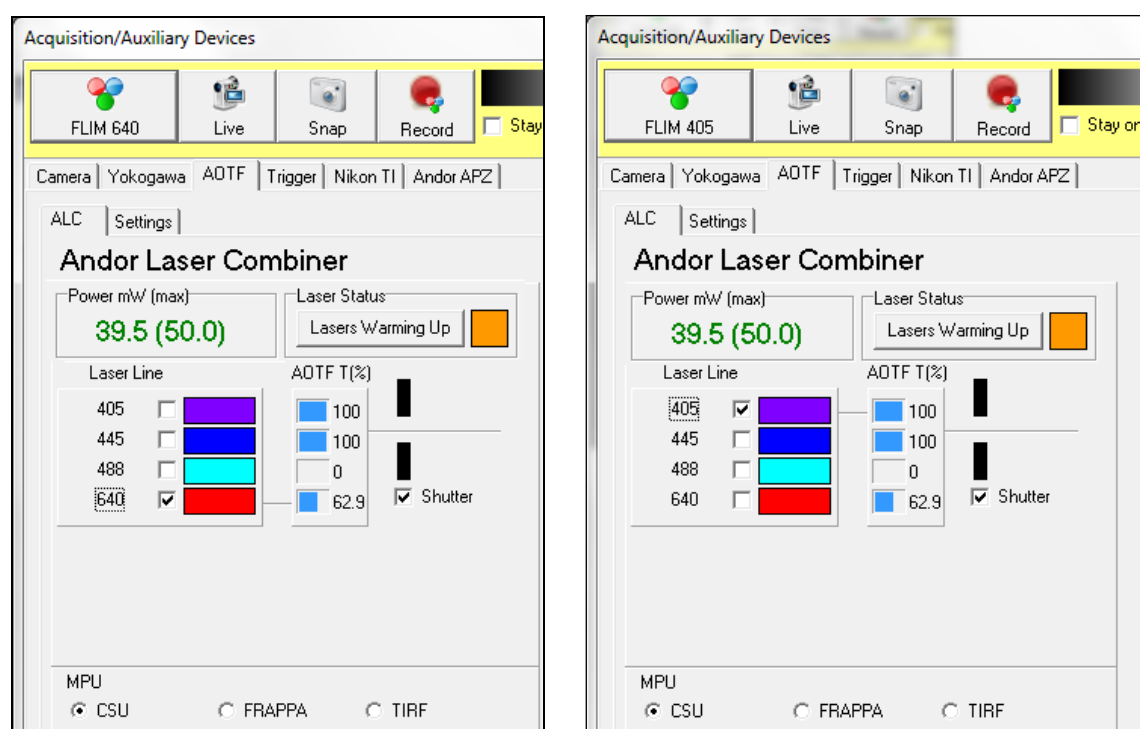 Acquisition/Auxiliary Devices
FLIM 640 Live Snap Record Stay
Camera Yokogawa AOTF Trigger Nikon TI Andor APZ
ALC Settings
Andor Laser Combiner
Power mW (max) Laser Status
39.5 (50.0) Lasers Warming Up
Laser Line AOTF T(%)
405 100
445 100
488 0
640 62.9 Shutter
MPU
CSU FRAPPA TIRF
Acquisition/Auxiliary Devices
FLIM 405 Live Snap Record Stay on
Camera Yokogawa AOTF Trigger Nikon TI Andor APZ
ALC Settings
Andor Laser Combiner
Power mW (max) Laser Status
39.5 (50.0) Lasers Warming Up
Laser Line AOTF T(%)
405 100
445 100
488 0
640 62.9 Shutter
MPU
CSU FRAPPA TIRF